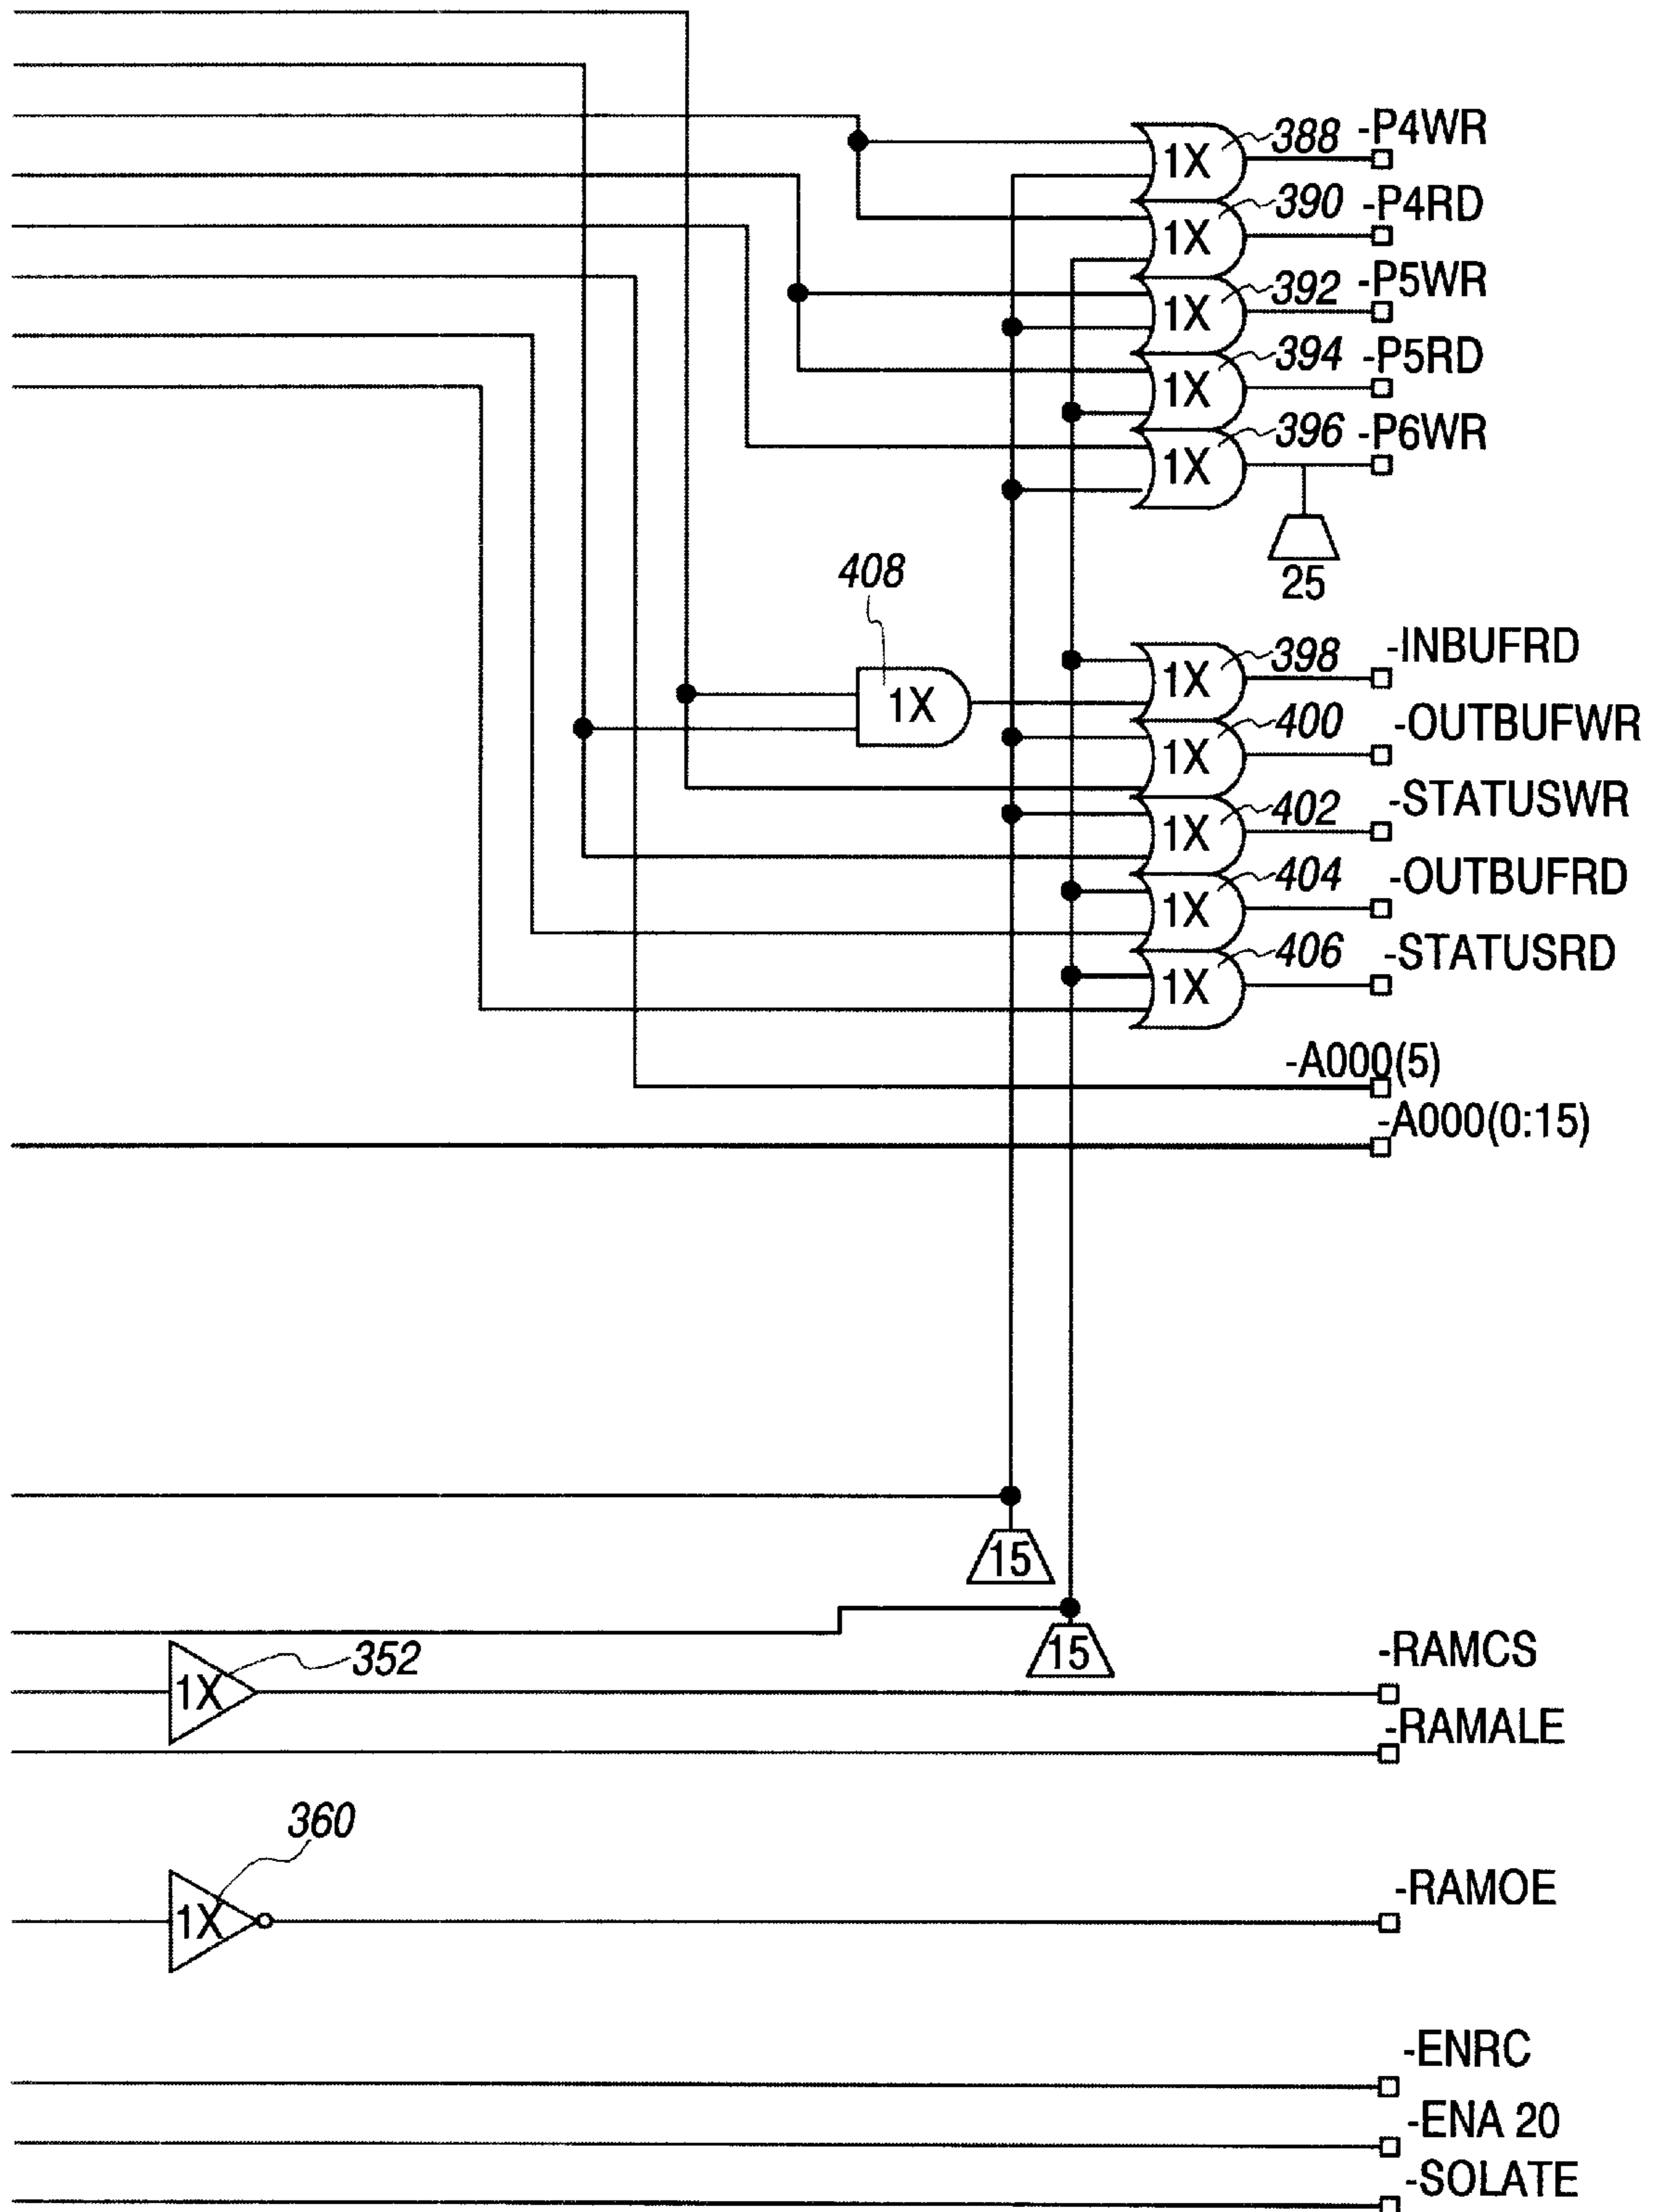 1X 388 -P4WR
1X 390 -P4RD
1X 392 -P5WR
1X 394 -P5RD
1X 396 -P6WR
25
408
1X
1X 398 -INBUFRD
1X 400 -OUTBUFWR
1X 402 -STATUSWR
1X 404 -OUTBUFRD
1X 406 -STATUSRD
-A000(5)
-A000(0:15)
15
15
1X 352 -RAMCS
-RAMALE
360
1X -RAMOE
-ENRC
-ENA 20
-SOLATE